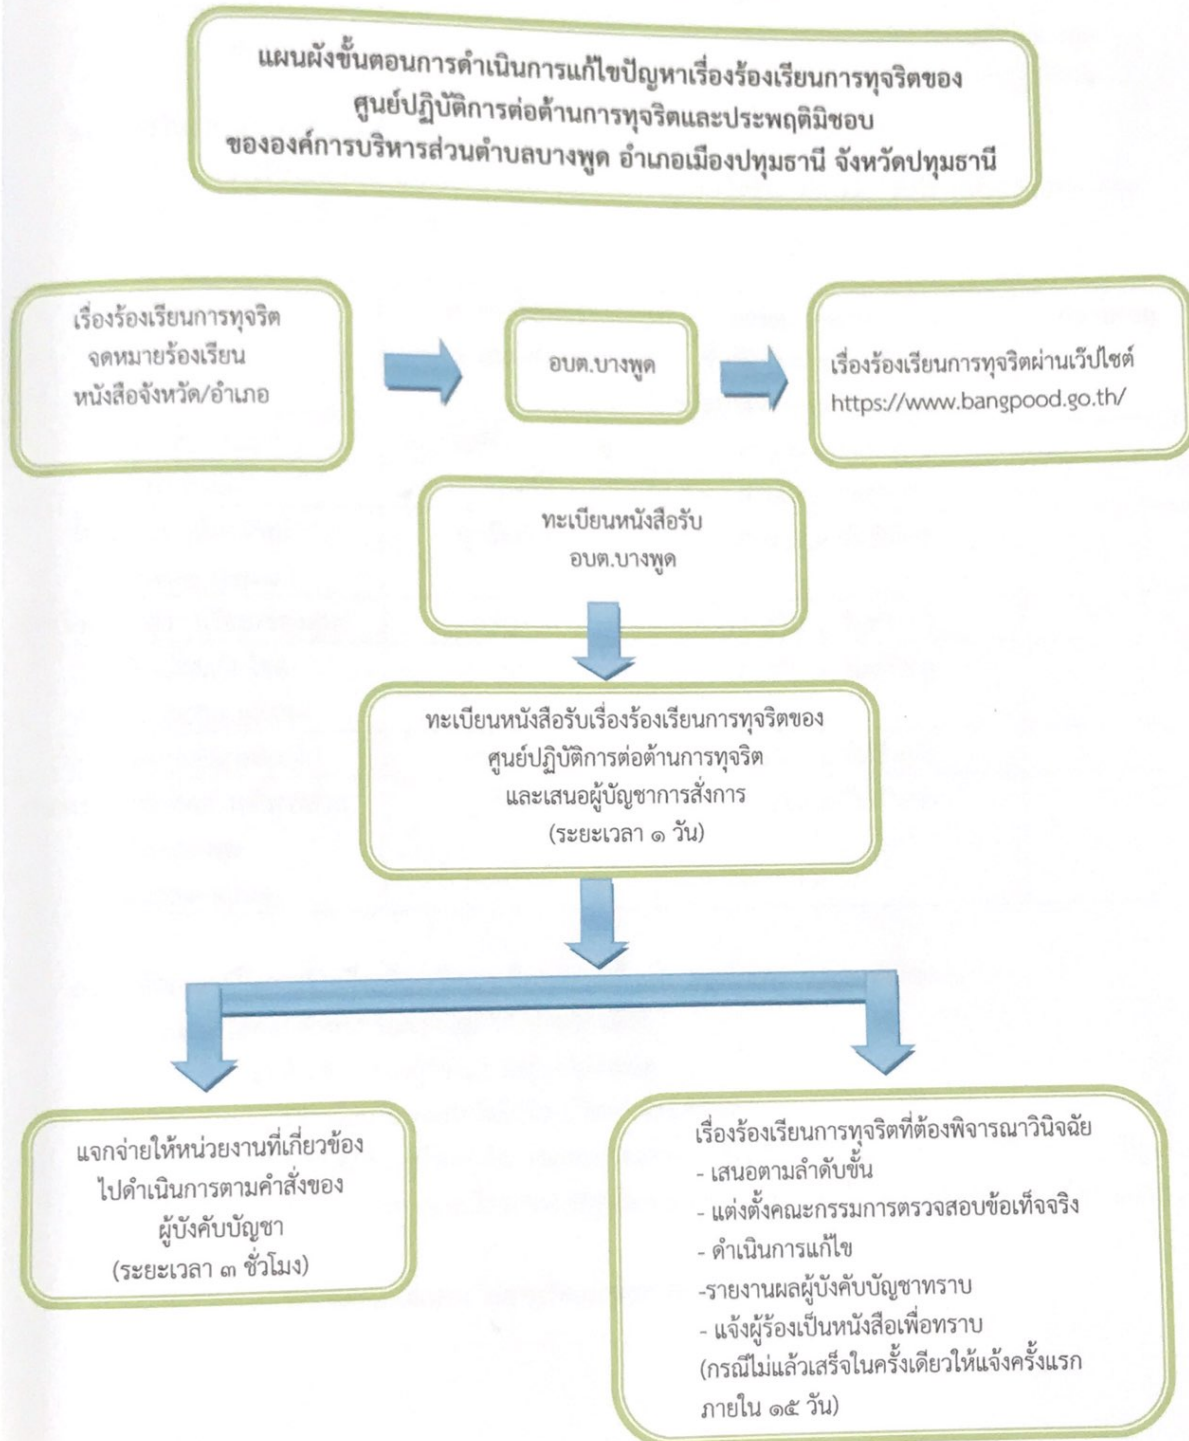 แผนผังขั้นตอนการดำเนินการแก้ไขปัญหาเรื่องร้องเรียนการทุจริตของ
ศูนย์ปฏิบัติการต่อต้านการทุจริตและประพฤติมิชอบ
ขององค์การบริหารส่วนตำบลบางพูด อำเภอเมืองปทุมธานี จังหวัดปทุมธานี
เรื่องร้องเรียนการทุจริต
จดหมายร้องเรียน
หนังสือจังหวัด/อำเภอ
อบต.บางพูด
เรื่องร้องเรียนการทุจริตผ่านเว็ปไซต์
https://www.bangpood.go.th/
ทะเบียนหนังสือรับ
อบต.บางพูด
ทะเบียนหนังสือรับเรื่องร้องเรียนการทุจริตของ
ศูนย์ปฏิบัติการต่อต้านการทุจริต
และเสนอผู้บัญชาการสั่งการ
(ระยะเวลา ๑ วัน)
แจกจ่ายให้หน่วยงานที่เกี่ยวข้อง
ไปดำเนินการตามคำสั่งของ
ผู้บังคับบัญชา
(ระยะเวลา ๓ ชั่วโมง)
เรื่องร้องเรียนการทุจริตที่ต้องพิจารณาวินิจฉัย
- เสนอตามลำดับขั้น
- แต่งตั้งคณะกรรมการตรวจสอบข้อเท็จจริง
- ดำเนินการแก้ไข
-รายงานผลผู้บังคับบัญชาทราบ
- แจ้งผู้ร้องเป็นหนังสือเพื่อทราบ
(กรณีไม่แล้วเสร็จในครั้งเดียวให้แจ้งครั้งแรก
ภายใน ๑๕ วัน)